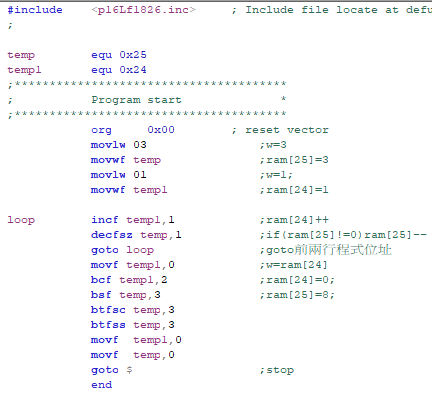 #include    <p16Lf1826.inc>     ; Include file locate at defu
;
temp        equ 0x25
temp1       equ 0x24
;***************************************
;           Program start              *
;***************************************
            org     0x00        ; reset vector
            movlw 03                ;w=3
            movwf temp              ;ram[25]=3
            movlw 01                ;w=1;
            movwf temp1             ;ram[24]=1
loop        incf temp1,1            ;ram[24]++
            decfsz temp,1           ;if(ram[25]!=0)ram[25]--
            goto loop               ;goto前兩行程式位址
            movf temp1,0            ;w=ram[24]
            bcf temp1,2             ;ram[24]=0;
            bsf temp,3              ;ram[25]=8;
            btfsc temp,3
            btfss temp,3
            movf  temp1,0
            movf  temp,0
            goto $                  ;stop
            end